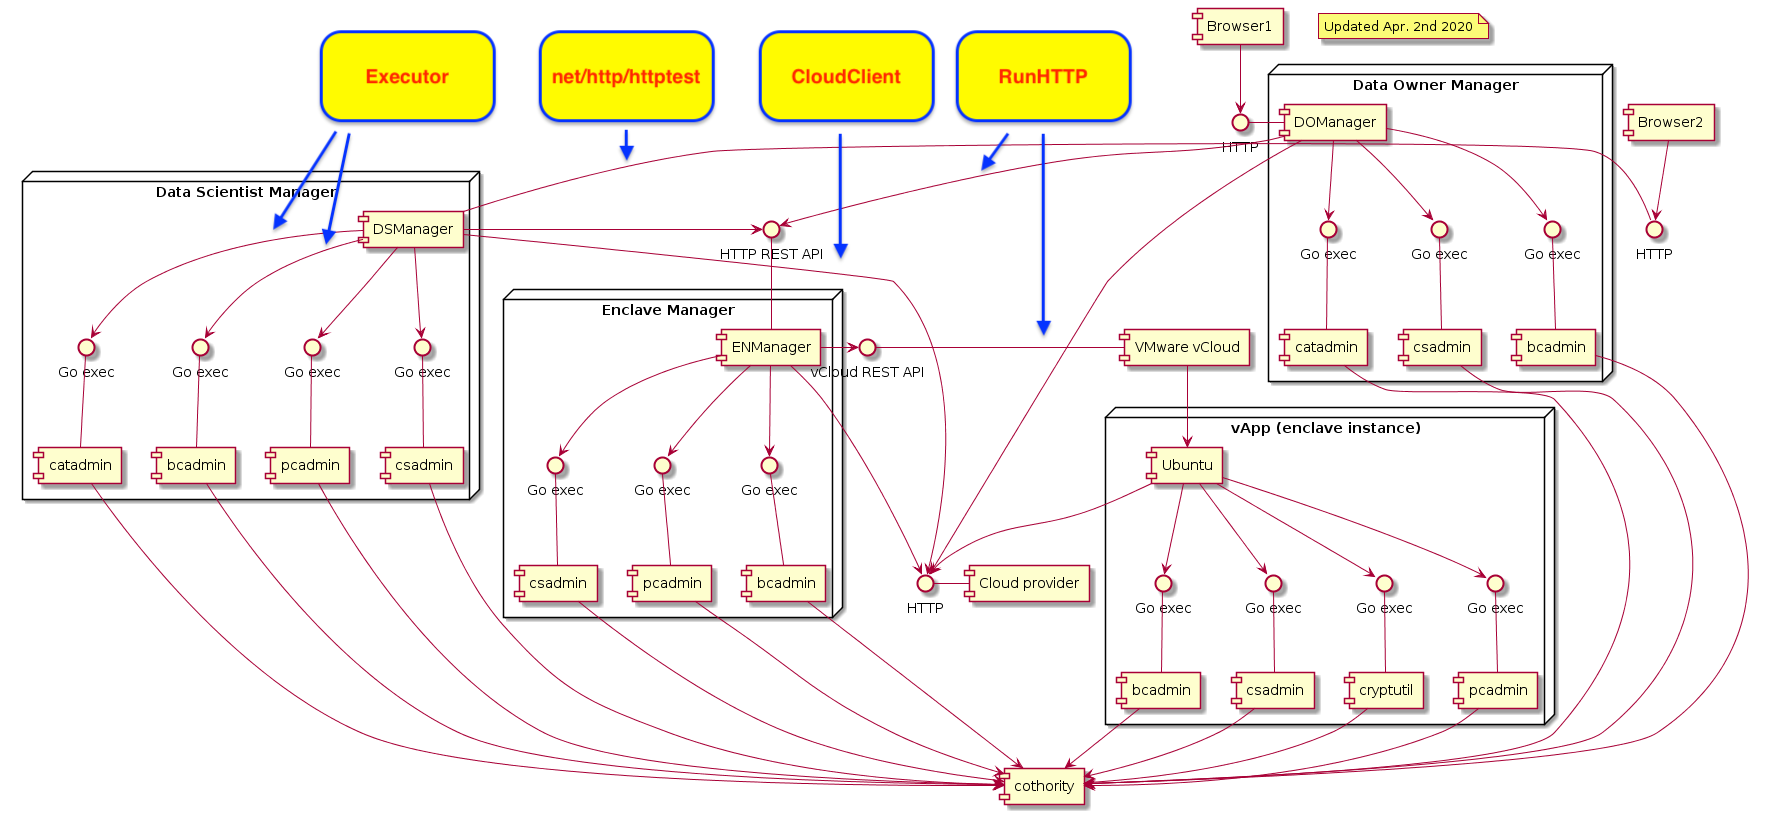 Browser1
Updated Apr. 2nd 2020
Executor
net/http/httptest
CloudClient
RunHTTP
Data Owner Manager
DOManager
Browser2
HTTP
Data Scientist Manager
DSManager
HTTP REST API
Go exec
Go exec
Go exec
HTTP
Enclave Manager
ENManager
vCloud REST API
VMware vCloud
catadmin
csadmin
bcadmin
Go exec
Go exec
Go exec
Go exec
vApp (enclave instance)
catadmin
bcadmin
pcadmin
csadmin
Ubuntu
Go exec
Go exec
Go exec
csadmin
pcadmin
bcadmin
HTTP
Cloud provider
Go exec
Go exec
Go exec
Go exec
bcadmin
csadmin
cryptutil
pcadmin
cothority